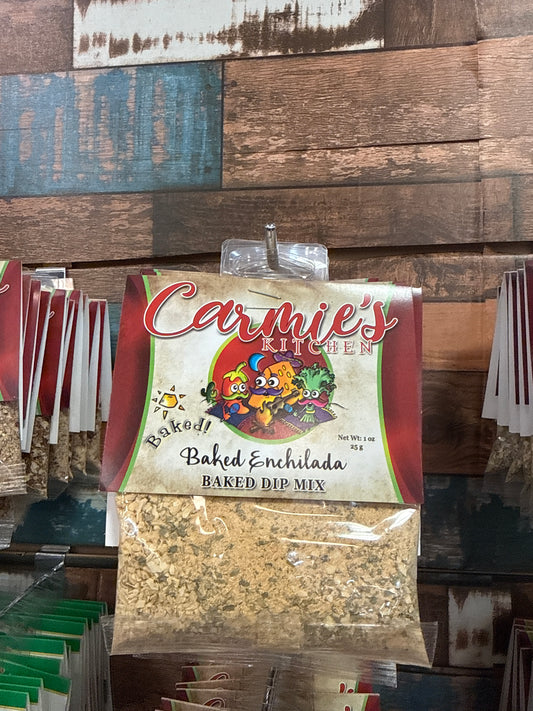 Carmie's
KITCHEN
Baked!
Net Wt: 1 oz
25 g
Baked Enchilada
BAKED DIP MIX